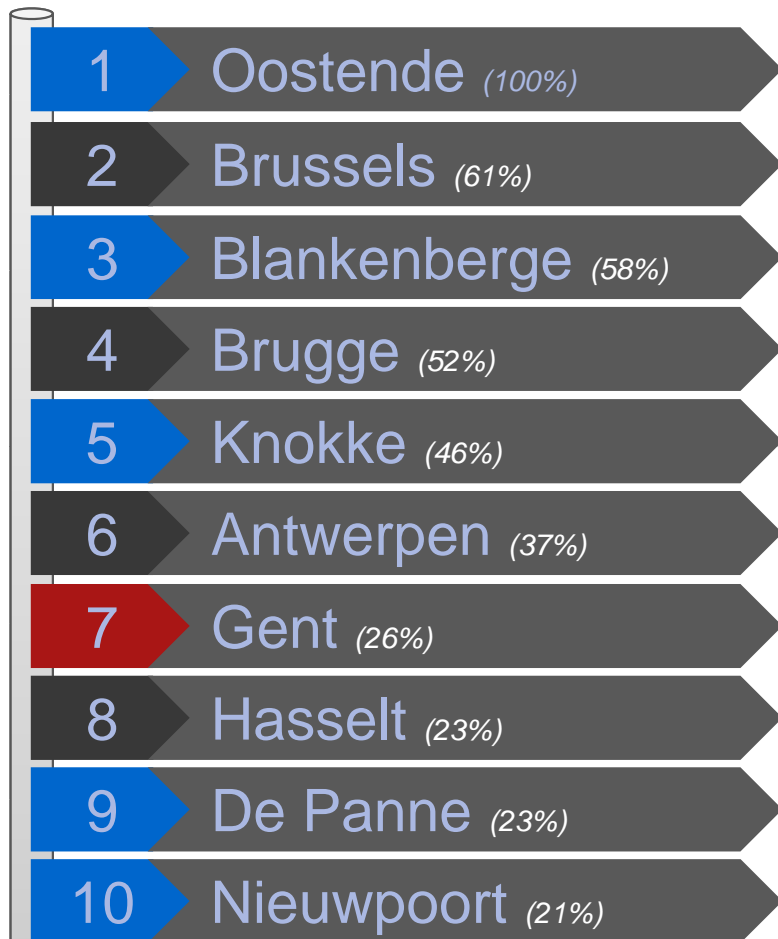 1 Oostende (100%)
2 Brussels (61%)
3 Blankenberge (58%)
4 Brugge (52%)
5 Knokke (46%)
6 Antwerpen (37%)
7 Gent (26%)
8 Hasselt (23%)
9 De Panne (23%)
10 Nieuwpoort (21%)